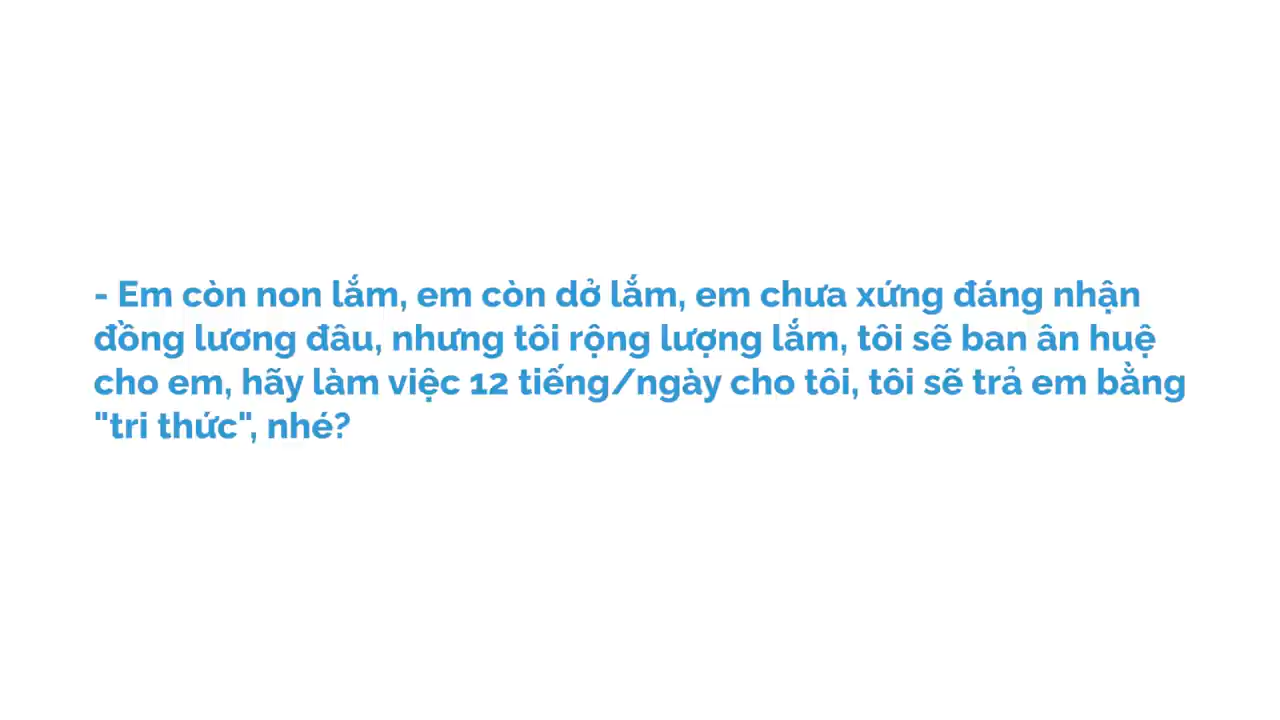 - Em còn non lắm, em còn dở lắm, em chưa xứng đáng nhận
đồng lương đâu, nhưng tôi rộng lượng lắm, tôi sẽ ban ân huệ
cho em, hãy làm việc 12 tiếng/ngày cho tôi, tôi sẽ trả em bằng
"tri thức", nhé?